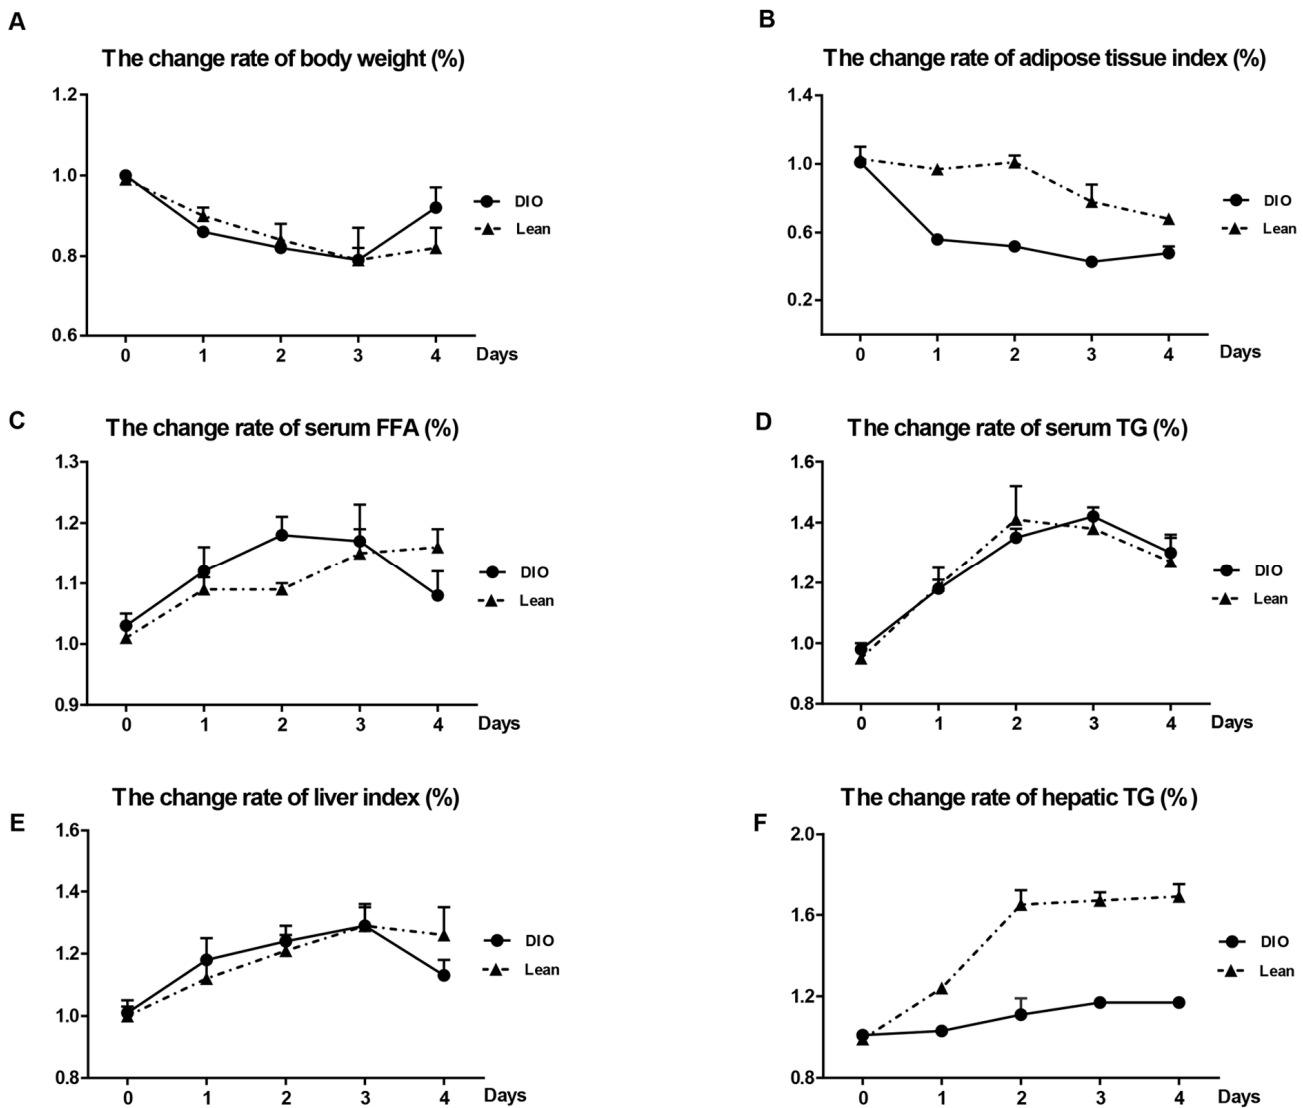 A
The change rate of body weight (%)
1.2
1.0
0.8
0.6
0 1 2 3 4 Days
DIO
Lean
B
The change rate of adipose tissue index (%)
1.4
1.0
0.6
0.2
0 1 2 3 4 Days
DIO
Lean
C
The change rate of serum FFA (%)
1.3
1.2
1.1
1.0
0.9
0 1 2 3 4 Days
DIO
Lean
D
The change rate of serum TG (%)
1.6
1.4
1.2
1.0
0.8
0 1 2 3 4 Days
DIO
Lean
E
The change rate of liver index (%)
1.6
1.4
1.2
1.0
0.8
0 1 2 3 4 Days
DIO
Lean
F
The change rate of hepatic TG (%)
2.0
1.6
1.2
0.8
0 1 2 3 4 Days
DIO
Lean